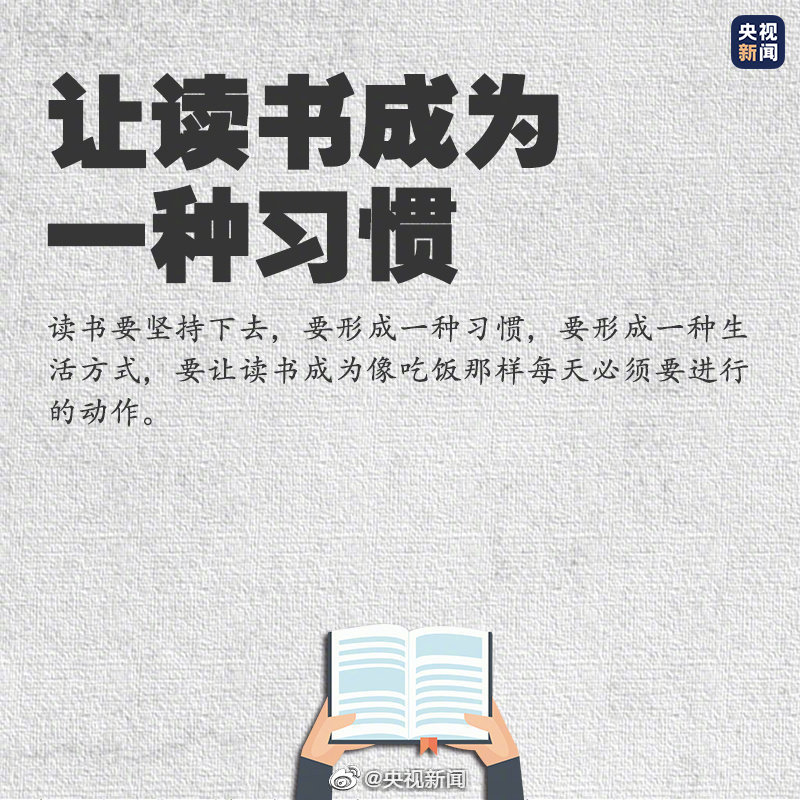 央视
新闻
让读书成为
一种习惯
读书要坚持下去，要形成一种习惯，要形成一种生
活方式，要让读书成为像吃饭那样每天必须要进行
的动作。
@央视新闻